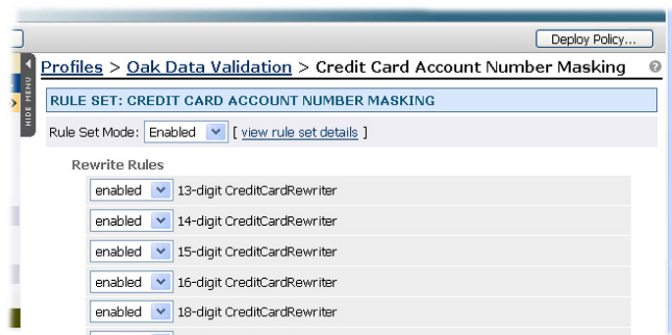 Deploy Policy...
Profiles > Oak Data Validation > Credit Card Account Number Masking ?
HIDE MENU
RULE SET: CREDIT CARD ACCOUNT NUMBER MASKING
Rule Set Mode: Enabled [ view rule set details ]
Rewrite Rules
enabled 13-digit CreditCardRewriter
enabled 14-digit CreditCardRewriter
enabled 15-digit CreditCardRewriter
enabled 16-digit CreditCardRewriter
enabled 18-digit CreditCardRewriter